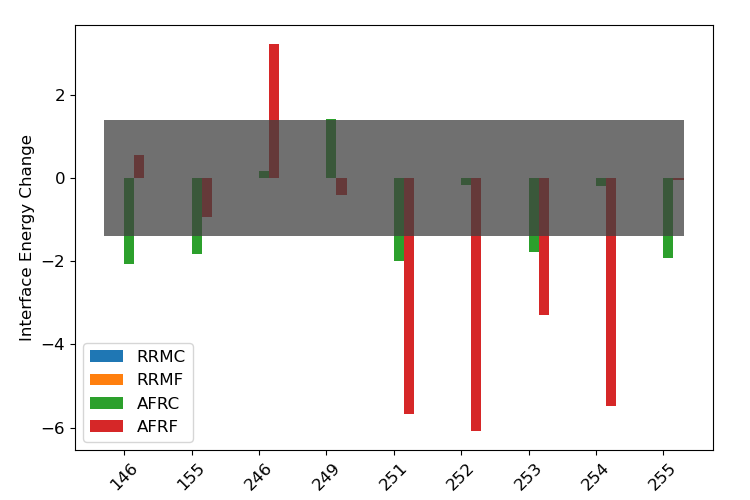 Interface Energy Change
2
0
−2
−4
−6
RRMC
RRMF
AFRC
AFRF
146 155 246 249 251 252 253 254 255